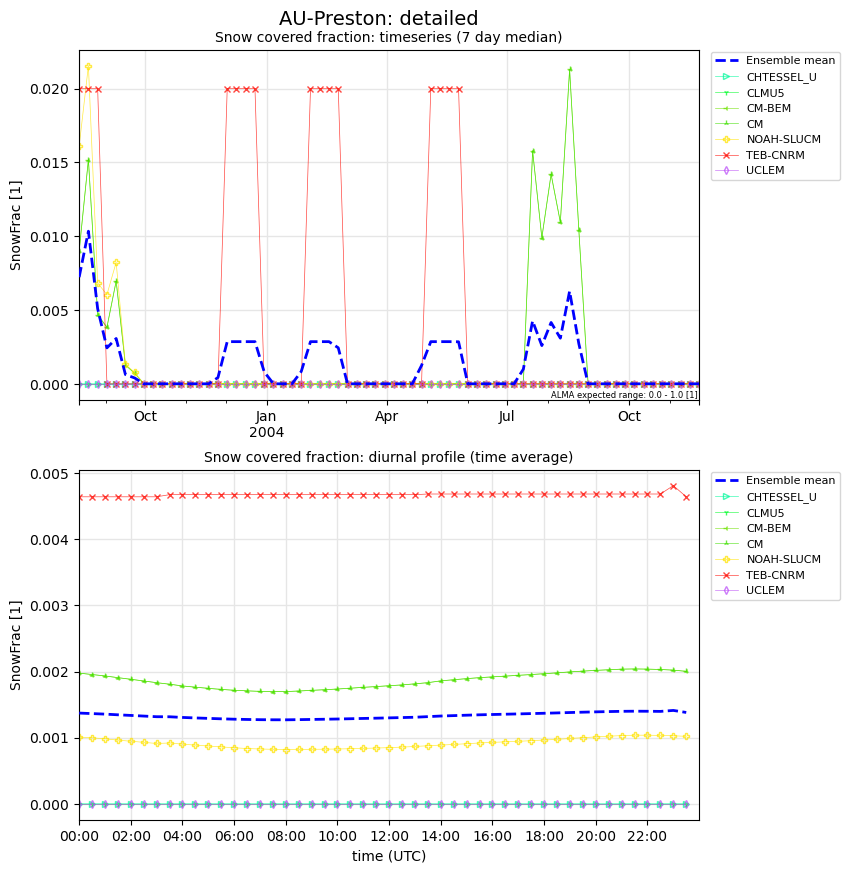 AU-Preston: detailed
Snow covered fraction: timeseries (7 day median)
SnowFrac [1]
0.020
0.015
0.010
0.005
0.000
Oct
Jan
2004
Apr
Jul
Oct
ALMA expected range: 0.0 - 1.0 [1]
Ensemble mean
CHTESSEL_U
CLMU5
CM-BEM
CM
NOAH-SLUCM
TEB-CNRM
UCLEM
Snow covered fraction: diurnal profile (time average)
SnowFrac [1]
0.005
0.004
0.003
0.002
0.001
0.000
00:00 02:00 04:00 06:00 08:00 10:00 12:00 14:00 16:00 18:00 20:00 22:00
time (UTC)
Ensemble mean
CHTESSEL_U
CLMU5
CM-BEM
CM
NOAH-SLUCM
TEB-CNRM
UCLEM